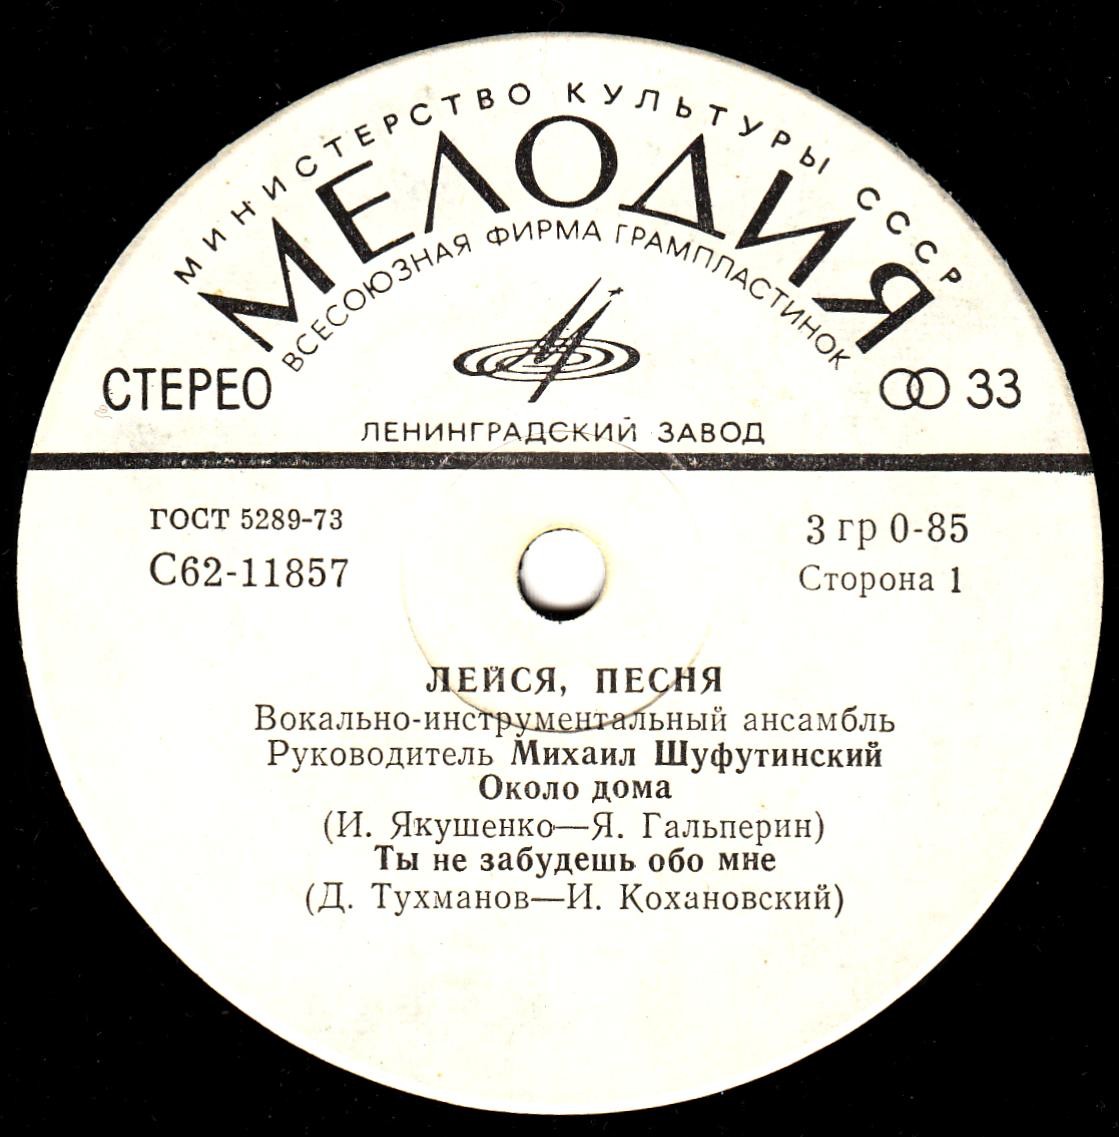 МИНИСТЕРСТВО КУЛЬТУРЫ СССР
МЕЛОДИЯ
ВСЕСОЮЗНАЯ ФИРМА ГРАМПЛАСТИНОК
СТЕРЕО
33
ЛЕНИНГРАДСКИЙ ЗАВОД
ГОСТ 5289-73
С62-11857
3 гр 0-85
Сторона 1
ЛЕЙСЯ, ПЕСНЯ
Вокально-инструментальный ансамбль
Руководитель Михаил Шуфутинский
Около дома
(И. Якушенко—Я. Гальперин)
Ты не забудешь обо мне
(Д. Тухманов—И. Кохановский)